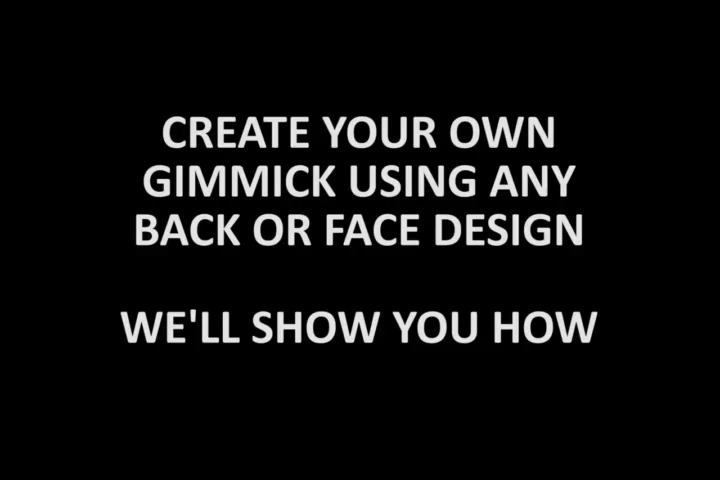 CREATE YOUR OWN
GIMMICK USING ANY
BACK OR FACE DESIGN
WE'LL SHOW YOU HOW